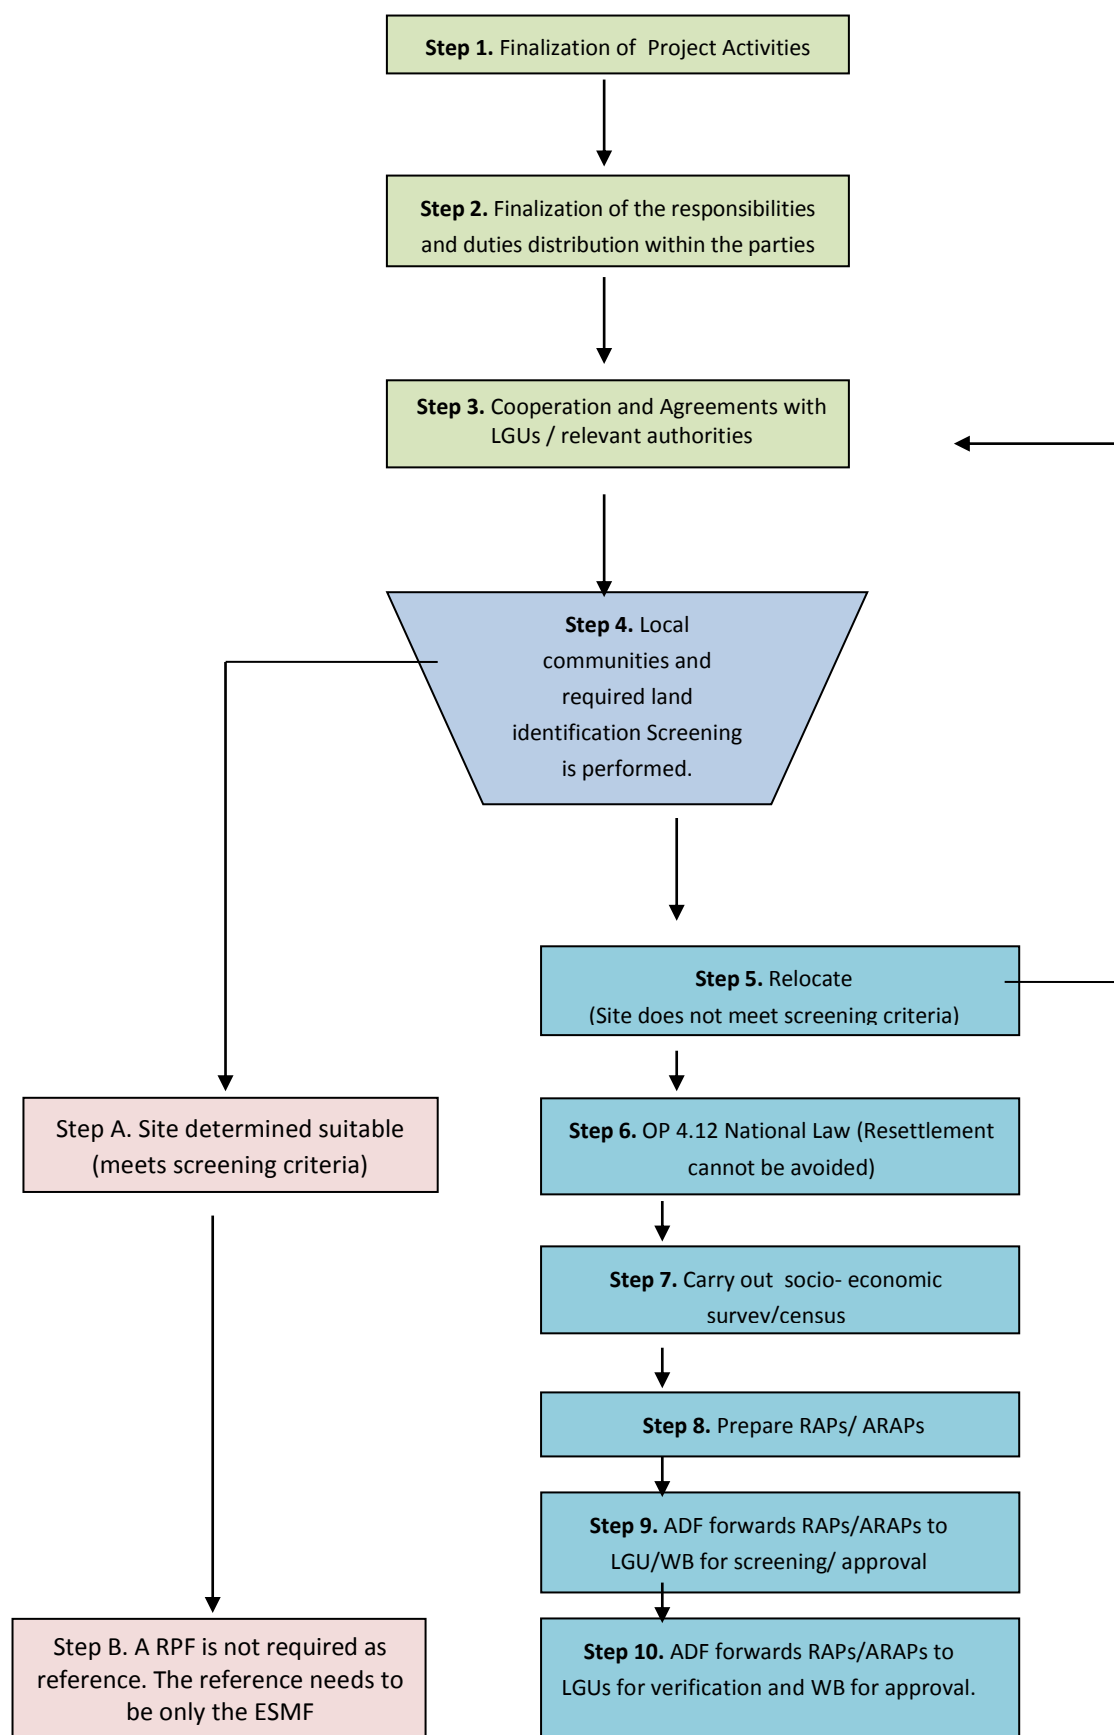 Step 1. Finalization of Project Activities
Step 2. Finalization of the responsibilities
and duties distribution within the parties
Step 3. Cooperation and Agreements with
LGUs / relevant authorities
Step 4. Local
communities and
required land
identification Screening
is performed.
Step 5. Relocate
(Site does not meet screening criteria)
Step A. Site determined suitable
(meets screening criteria)
Step 6. OP 4.12 National Law (Resettlement
cannot be avoided)
Step 7. Carry out socio- economic
survey/census
Step 8. Prepare RAPs/ ARAPs
Step 9. ADF forwards RAPs/ARAPs to
LGU/WB for screening/ approval
Step B. A RPF is not required as
reference. The reference needs to
be only the ESMF
Step 10. ADF forwards RAPs/ARAPs to
LGUs for verification and WB for approval.